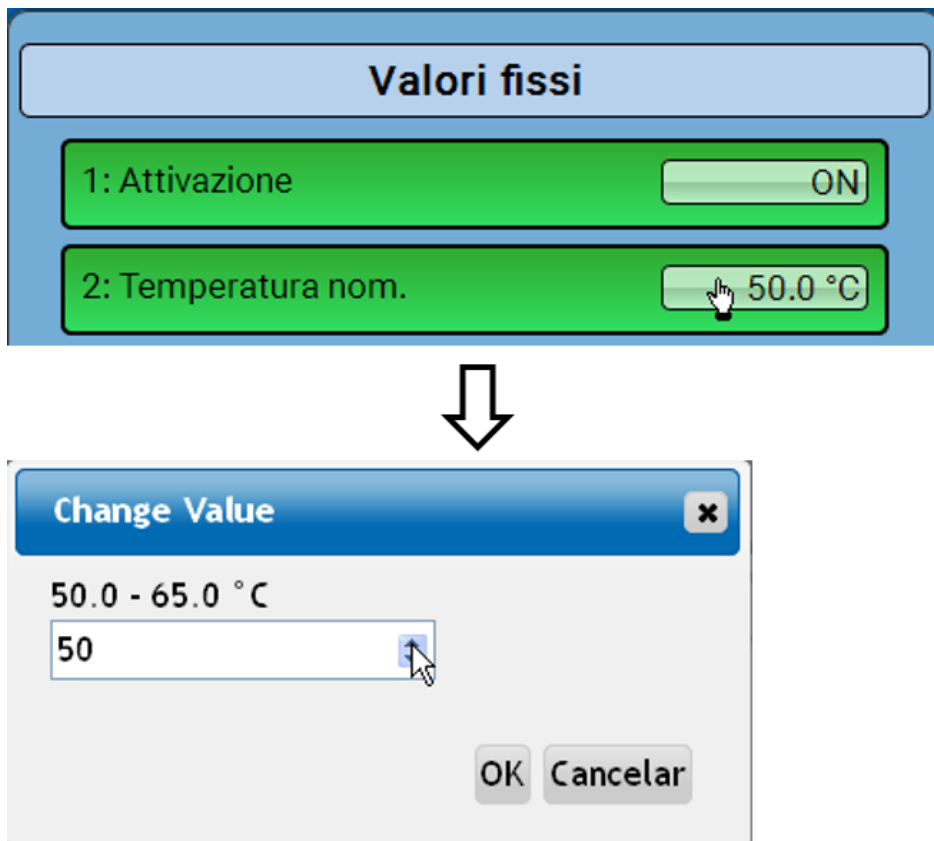 Valori fissi
1: Attivazione ON
2: Temperatura nom. 50.0 °C
Change Value
50.0 - 65.0 °C
50
OK Cancelar